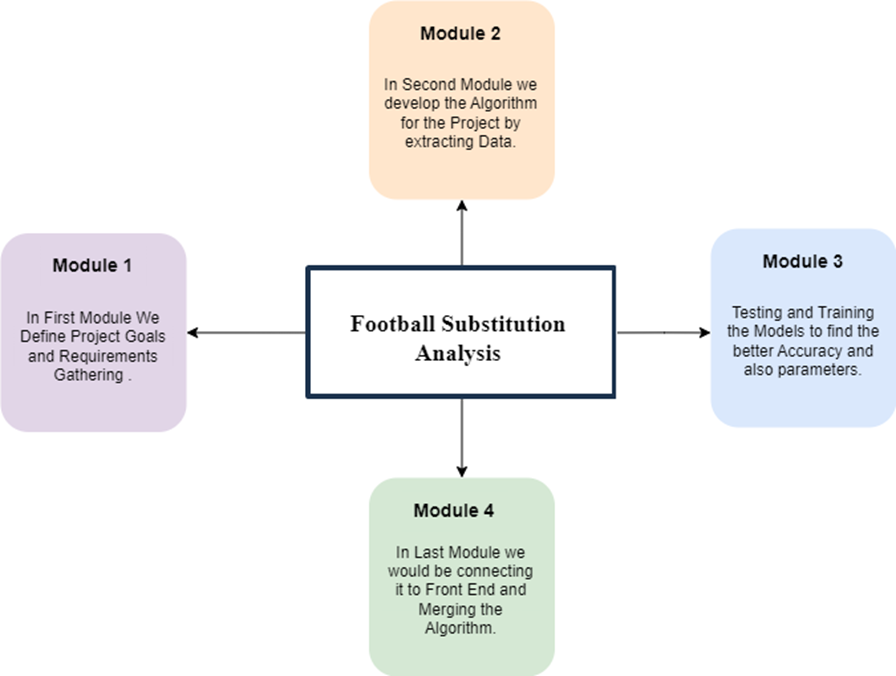 Module 2
In Second Module we
develop the Algorithm
for the Project by
extracting Data.
Module 1
In First Module We
Define Project Goals
and Requirements
Gathering .
Football Substitution
Analysis
Module 3
Testing and Training
the Models to find the
better Accuracy and
also parameters.
Module 4
In Last Module we
would be connecting
it to Front End and
Merging the
Algorithm.